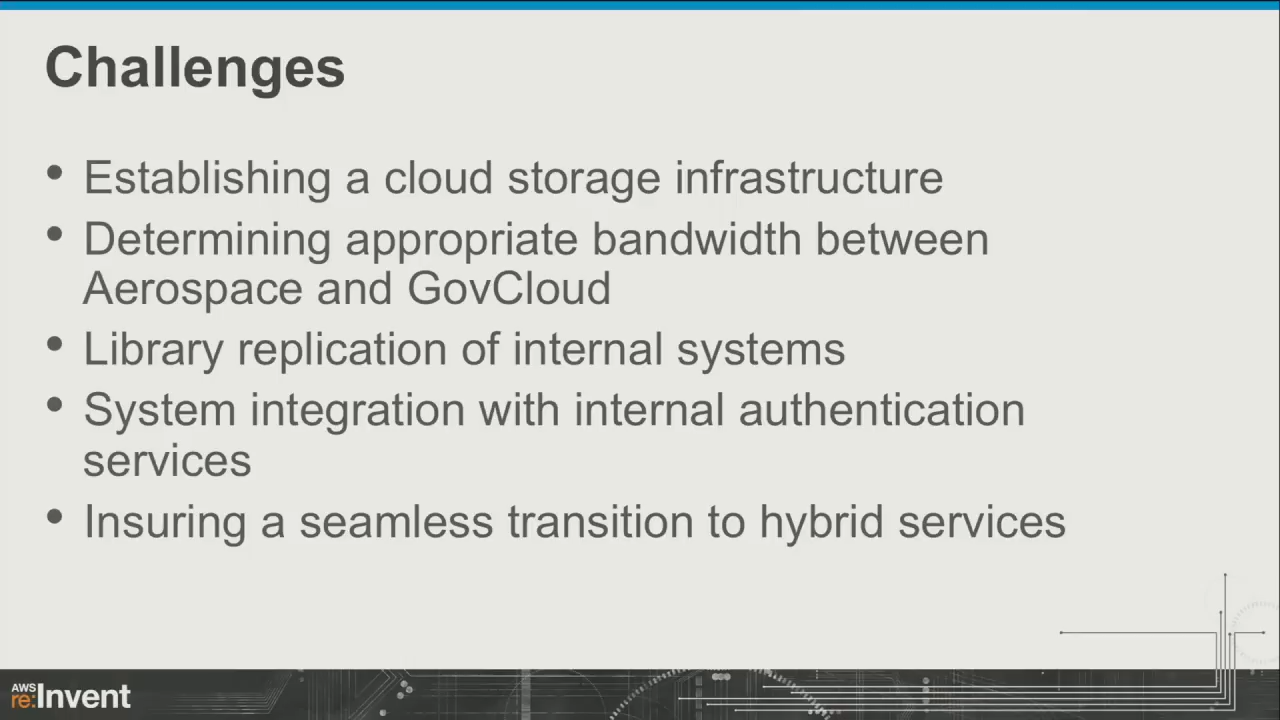 Challenges
• Establishing a cloud storage infrastructure
• Determining appropriate bandwidth between
Aerospace and GovCloud
• Library replication of internal systems
• System integration with internal authentication
services
• Insuring a seamless transition to hybrid services
AWS
re:Invent